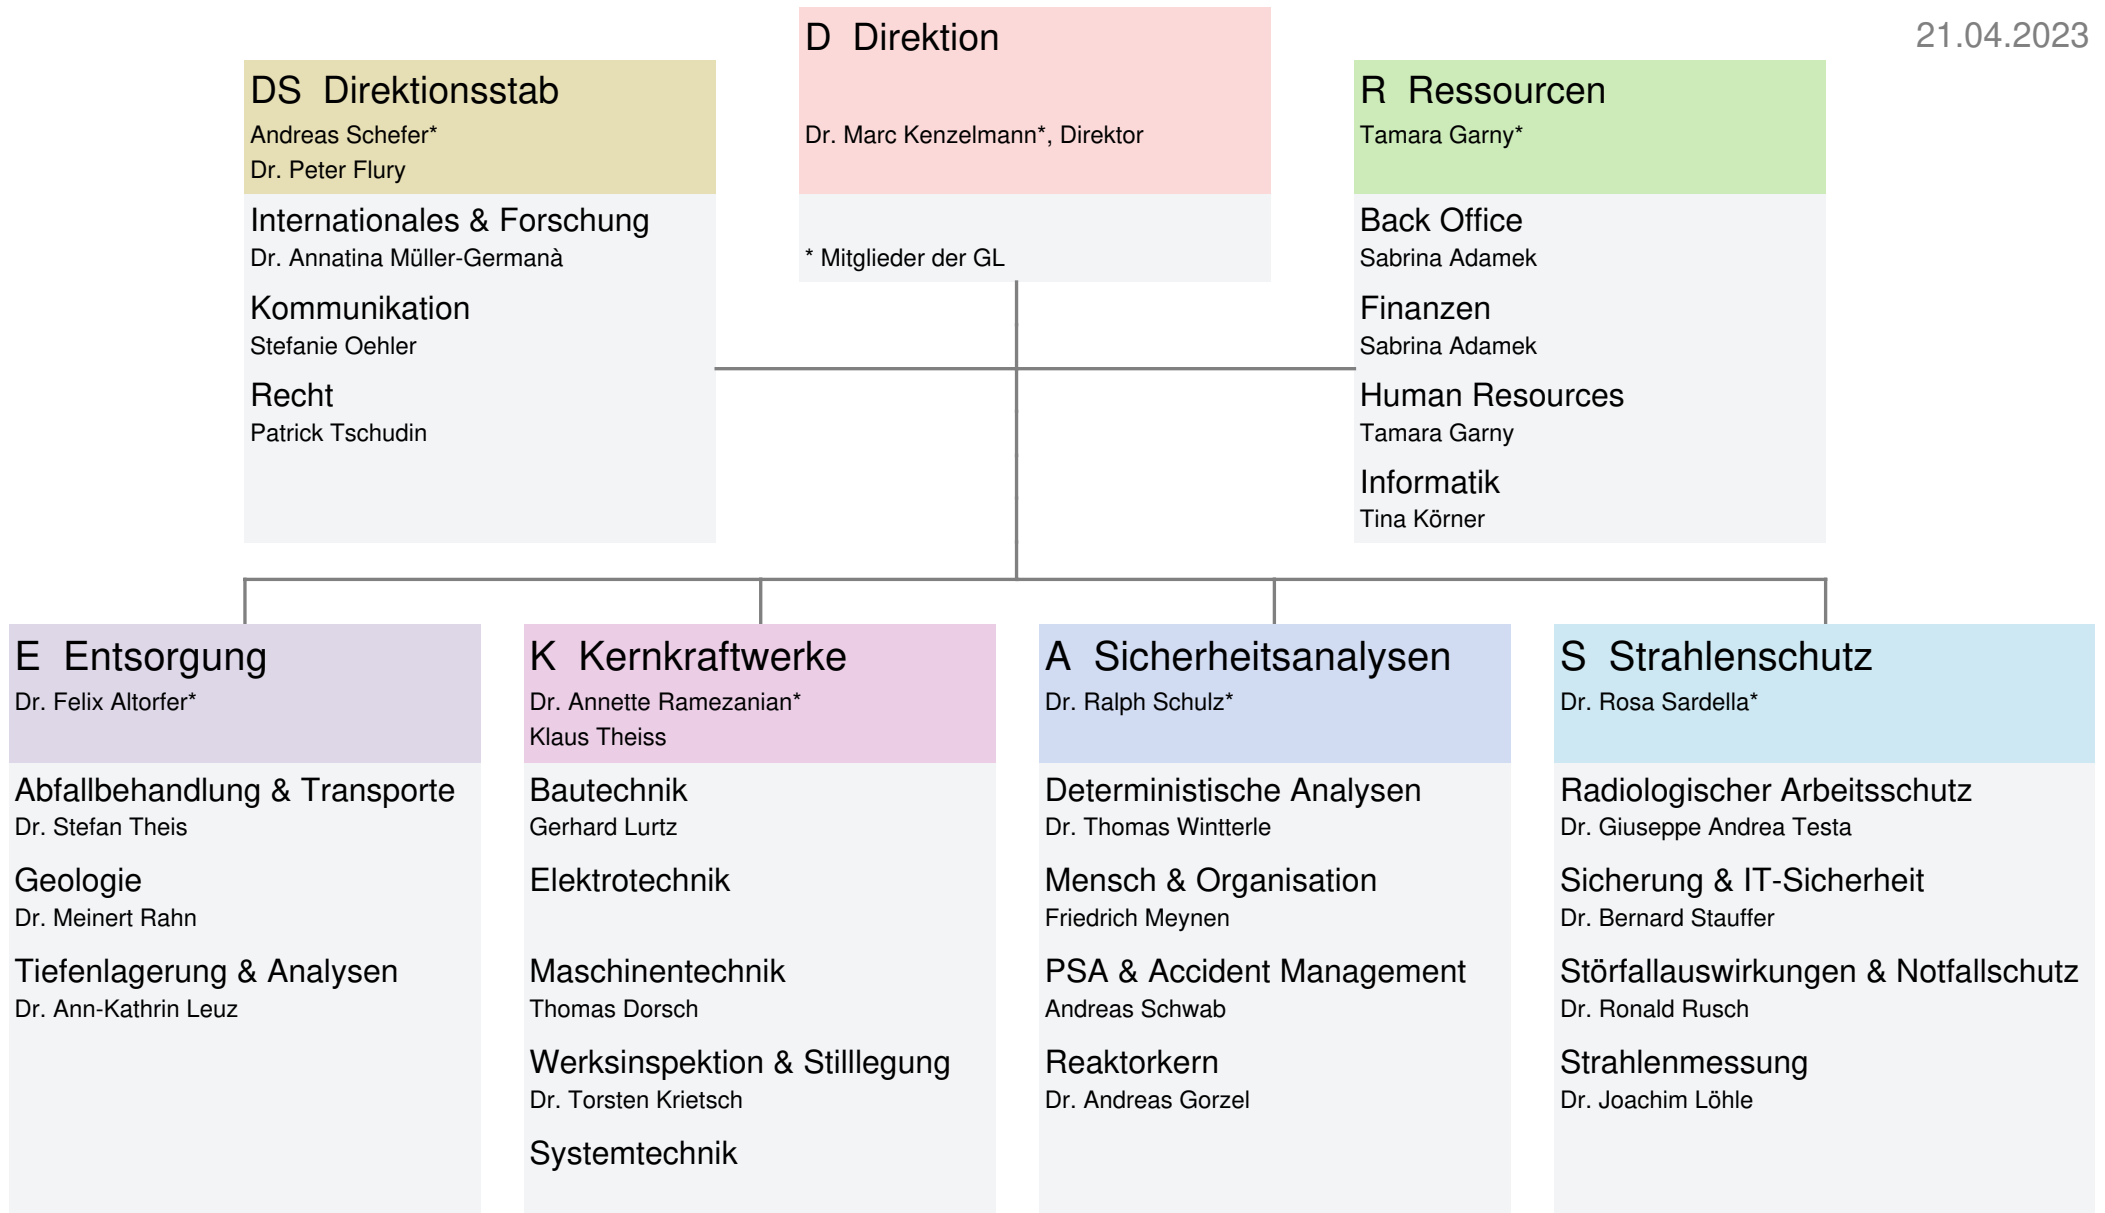 D Direktion
Dr. Marc Kenzelmann*, Direktor
* Mitglieder der GL
21.04.2023
DS Direktionsstab
Andreas Schefer*
Dr. Peter Flury
Internationales & Forschung
Dr. Annatina Müller-Germanà
Kommunikation
Stefanie Oehler
Recht
Patrick Tschudin
R Ressourcen
Tamara Garny*
Back Office
Sabrina Adamek
Finanzen
Sabrina Adamek
Human Resources
Tamara Garny
Informatik
Tina Körner
E Entsorgung
Dr. Felix Altorfer*
Abfallbehandlung & Transporte
Dr. Stefan Theis
Geologie
Dr. Meinert Rahn
Tiefenlagerung & Analysen
Dr. Ann-Kathrin Leuz
K Kernkraftwerke
Dr. Annette Ramezanian*
Klaus Theiss
Bautechnik
Gerhard Lurtz
Elektrotechnik
Maschinentechnik
Thomas Dorsch
Werksinspektion & Stilllegung
Dr. Torsten Krietsch
Systemtechnik
A Sicherheitsanalysen
Dr. Ralph Schulz*
Deterministische Analysen
Dr. Thomas Wintterle
Mensch & Organisation
Friedrich Meynen
PSA & Accident Management
Andreas Schwab
Reaktorkern
Dr. Andreas Gorzel
S Strahlenschutz
Dr. Rosa Sardella*
Radiologischer Arbeitsschutz
Dr. Giuseppe Andrea Testa
Sicherung & IT-Sicherheit
Dr. Bernard Stauffer
Störfallauswirkungen & Notfallschutz
Dr. Ronald Rusch
Strahlenmessung
Dr. Joachim Löhle